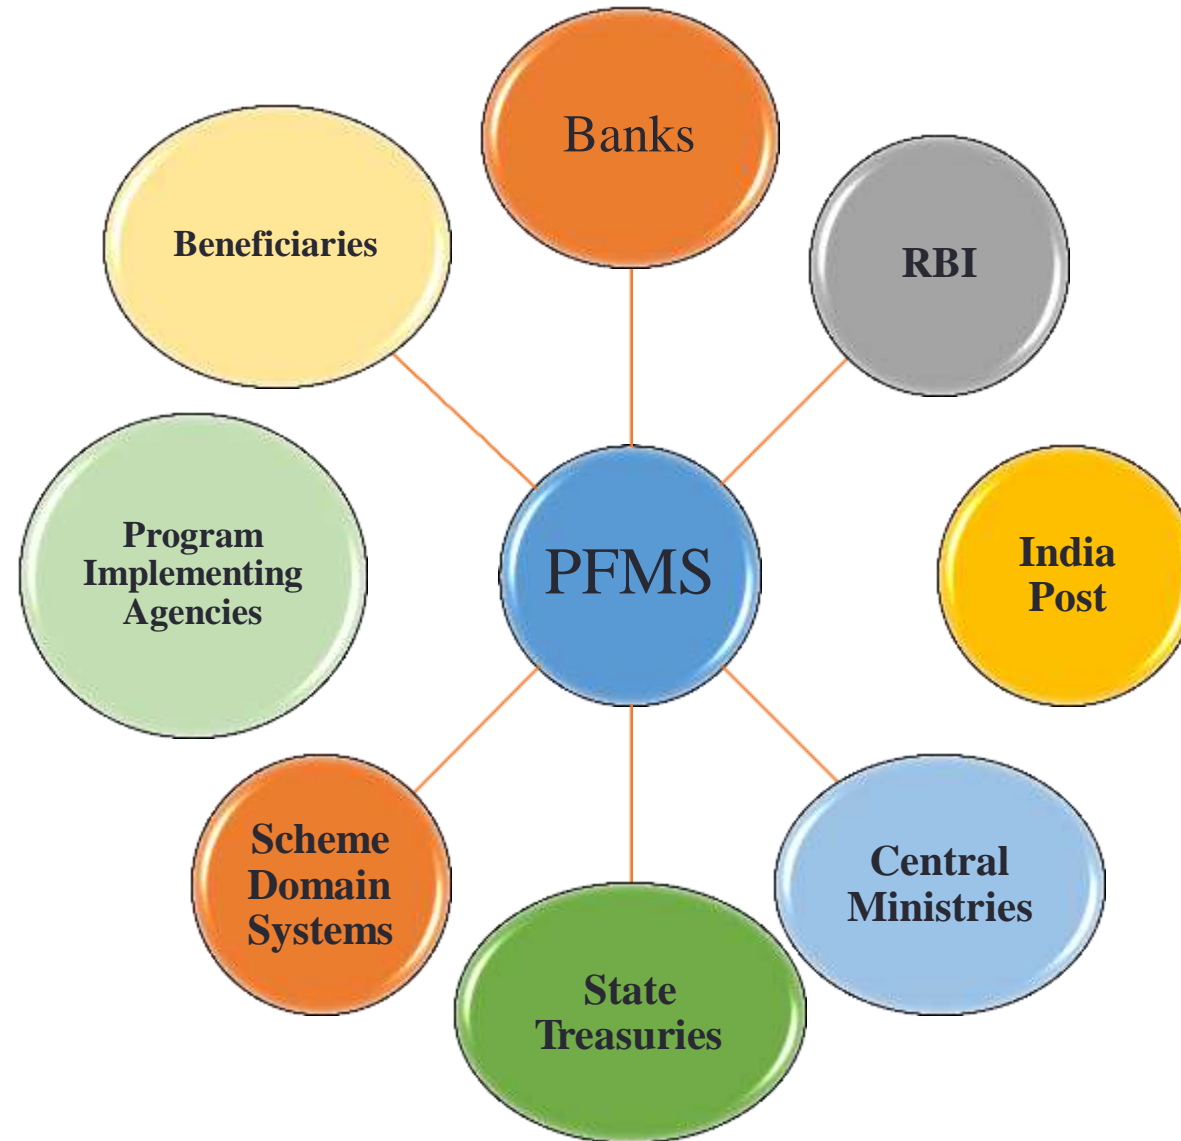 Banks
Beneficiaries
RBI
Program
Implementing
Agencies
PFMS
India
Post
Scheme
Domain
Systems
Central
Ministries
State
Treasuries